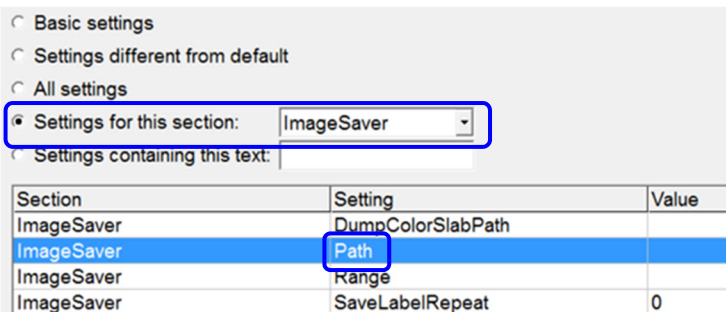 Basic settings
Settings different from default
All settings
Settings for this section: ImageSaver
Settings containing this text:
Section Setting Value
ImageSaver DumpColorSlabPath
ImageSaver Path
ImageSaver Range
ImageSaver SaveLabelRepeat 0